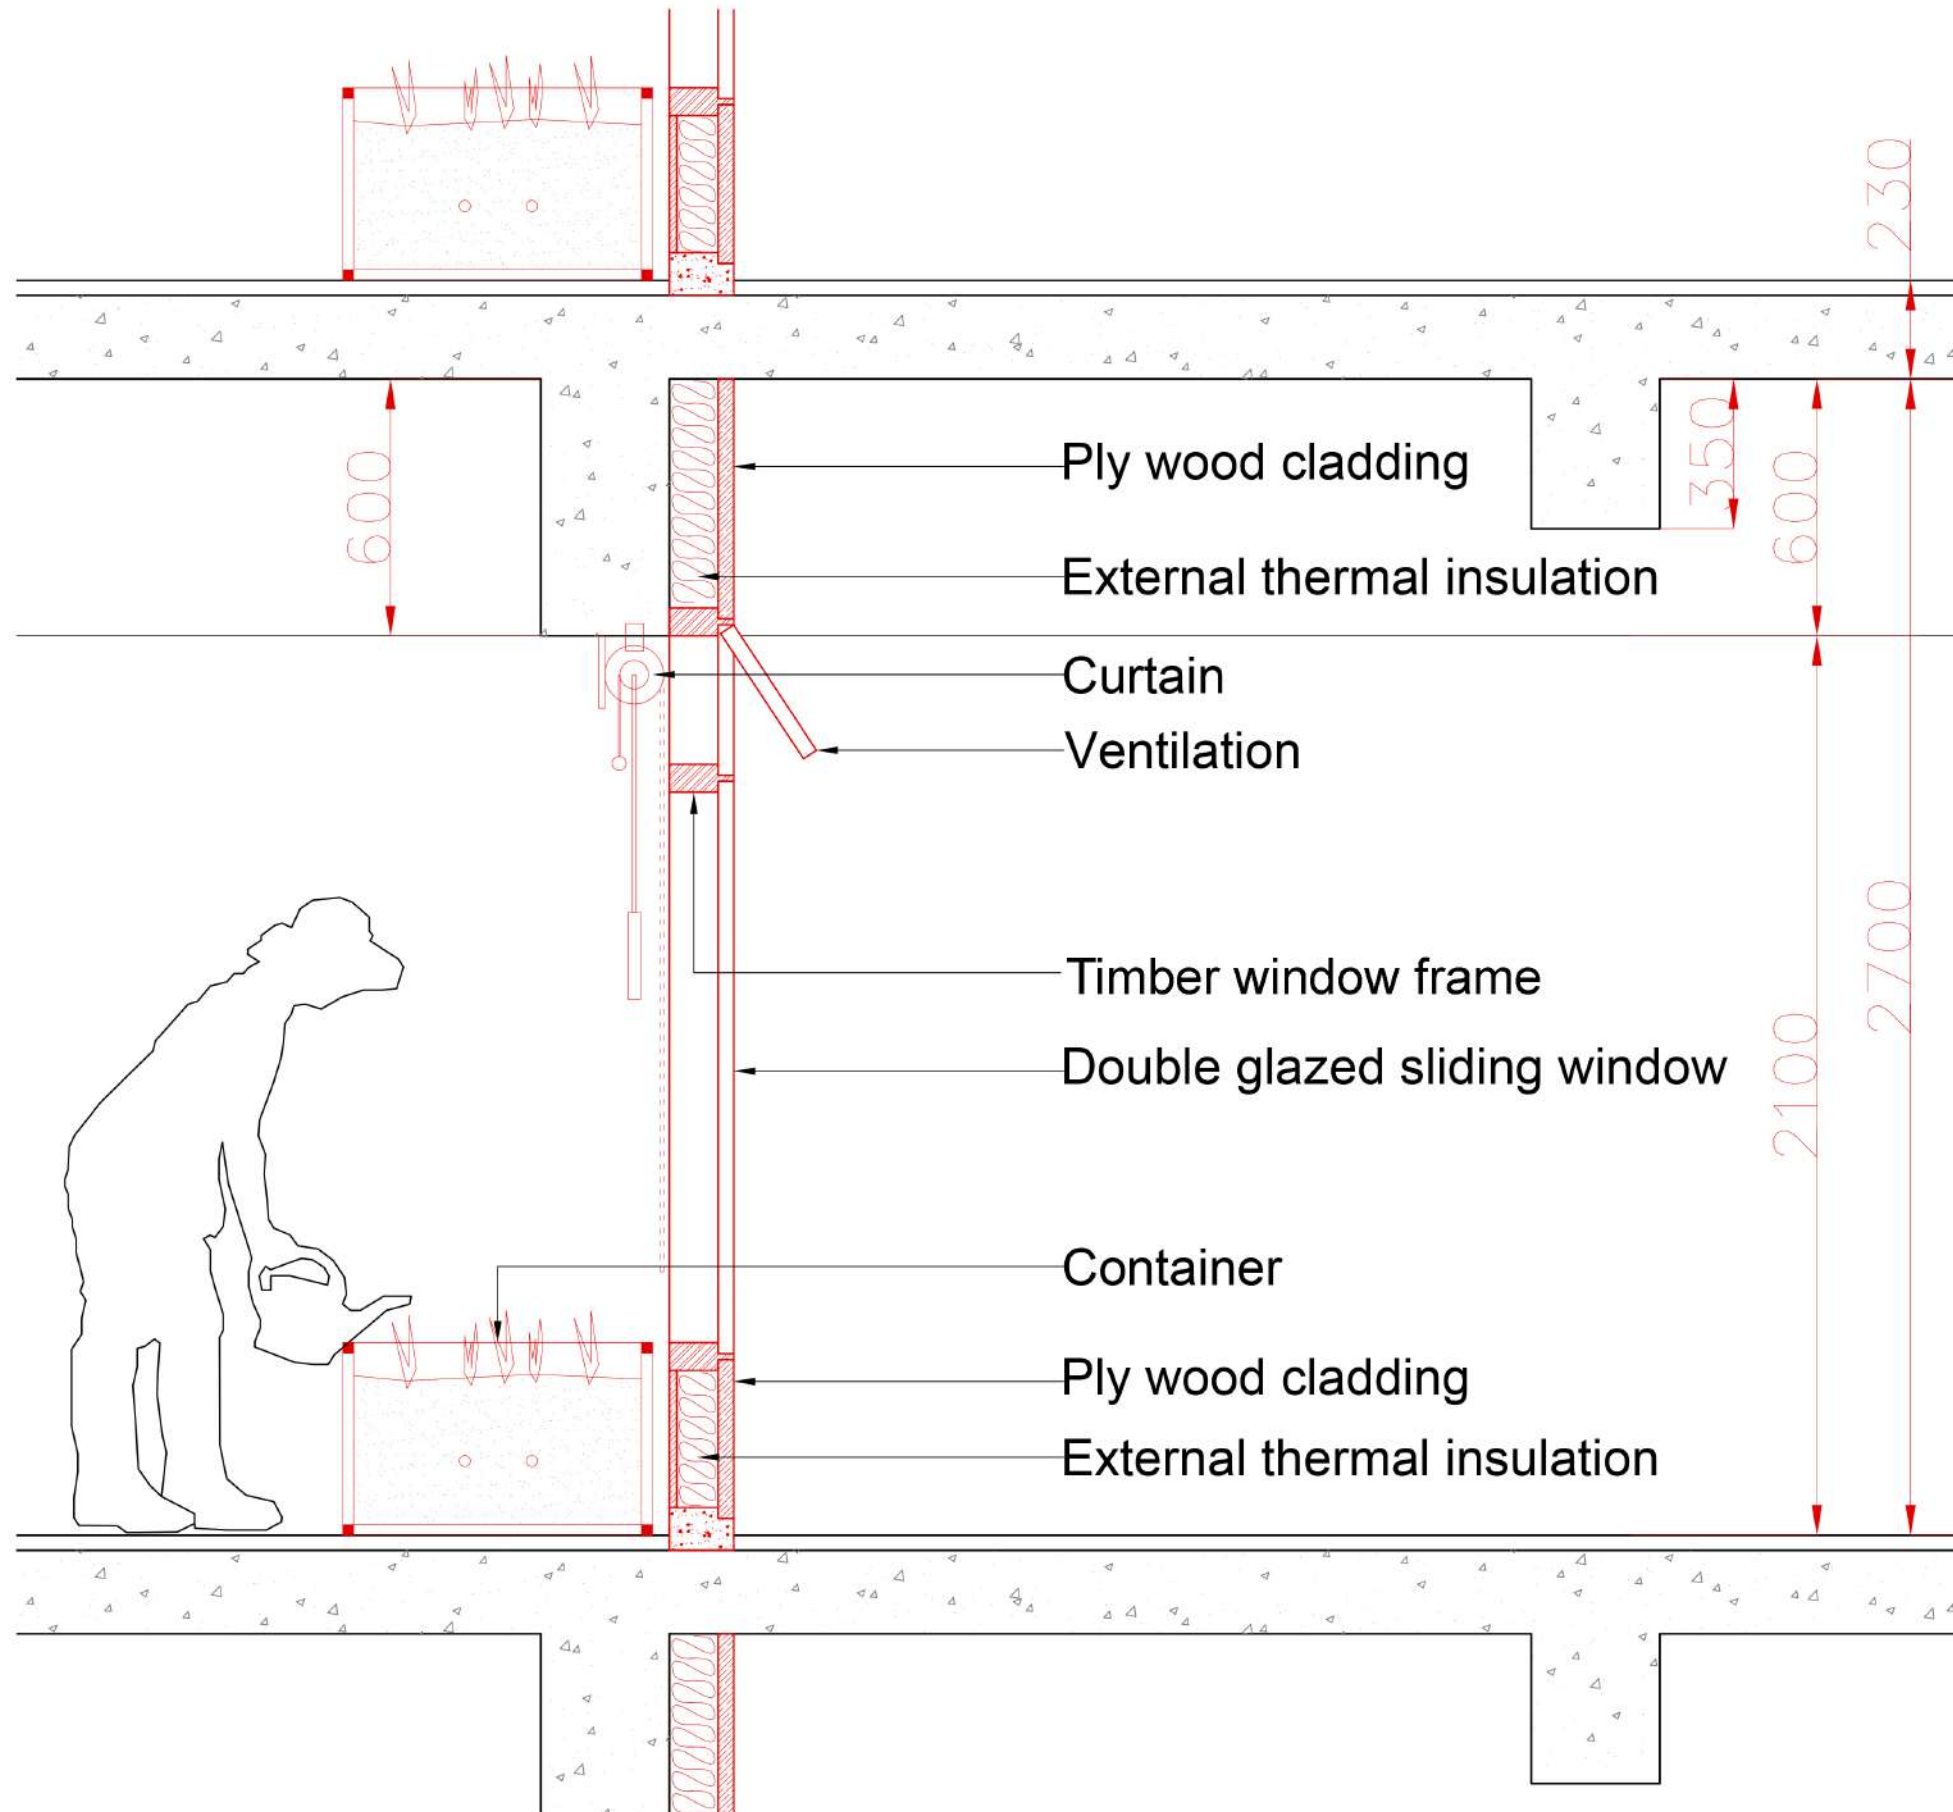 230
Ply wood cladding
350
600
600
External thermal insulation
Curtain
Ventilation
2700
Timber window frame
Double glazed sliding window
2100
Container
Ply wood cladding
External thermal insulation